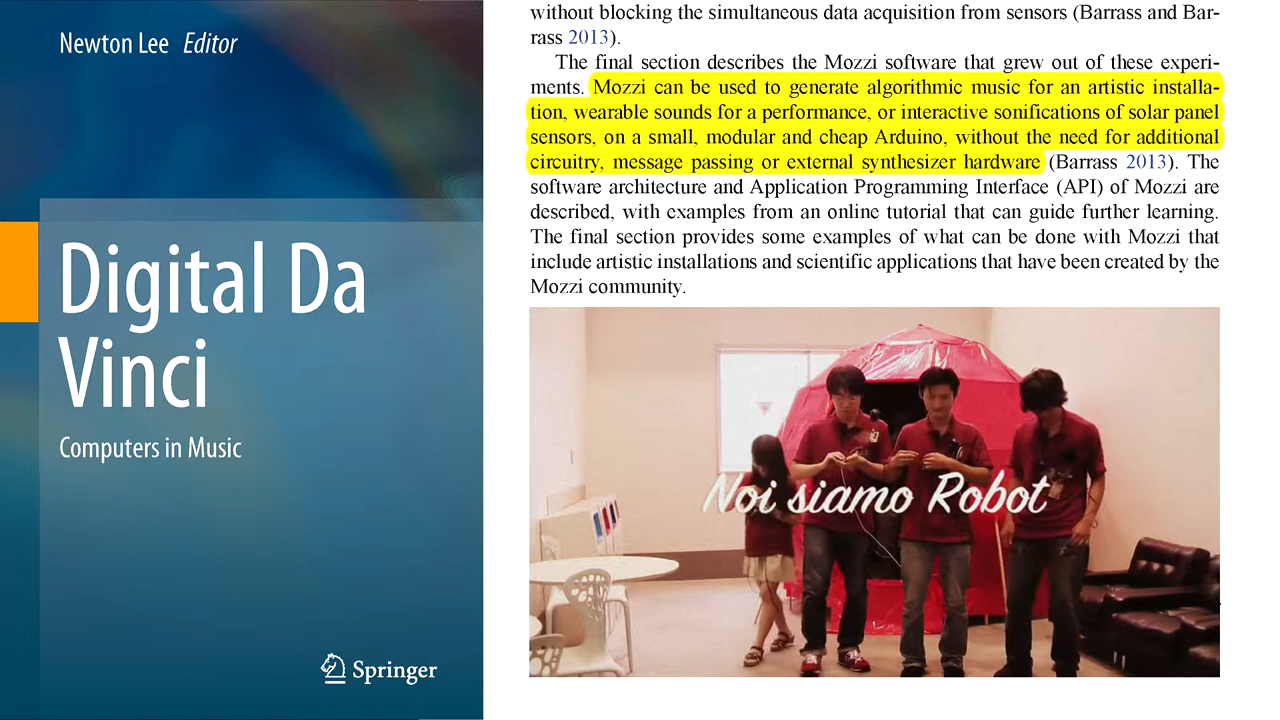 Newton Lee Editor
Digital Da
Vinci
Computers in Music
Springer
without blocking the simultaneous data acquisition from sensors (Barrass and Bar-
rass 2013).
The final section describes the Mozzi software that grew out of these experi-
ments. Mozzi can be used to generate algorithmic music for an artistic installa-
tion, wearable sounds for a performance, or interactive sonifications of solar panel
sensors, on a small, modular and cheap Arduino, without the need for additional
circuitry, message passing or external synthesizer hardware (Barrass 2013). The
software architecture and Application Programming Interface (API) of Mozzi are
described, with examples from an online tutorial that can guide further learning.
The final section provides some examples of what can be done with Mozzi that
include artistic installations and scientific applications that have been created by the
Mozzi community.
Noi siamo Robot